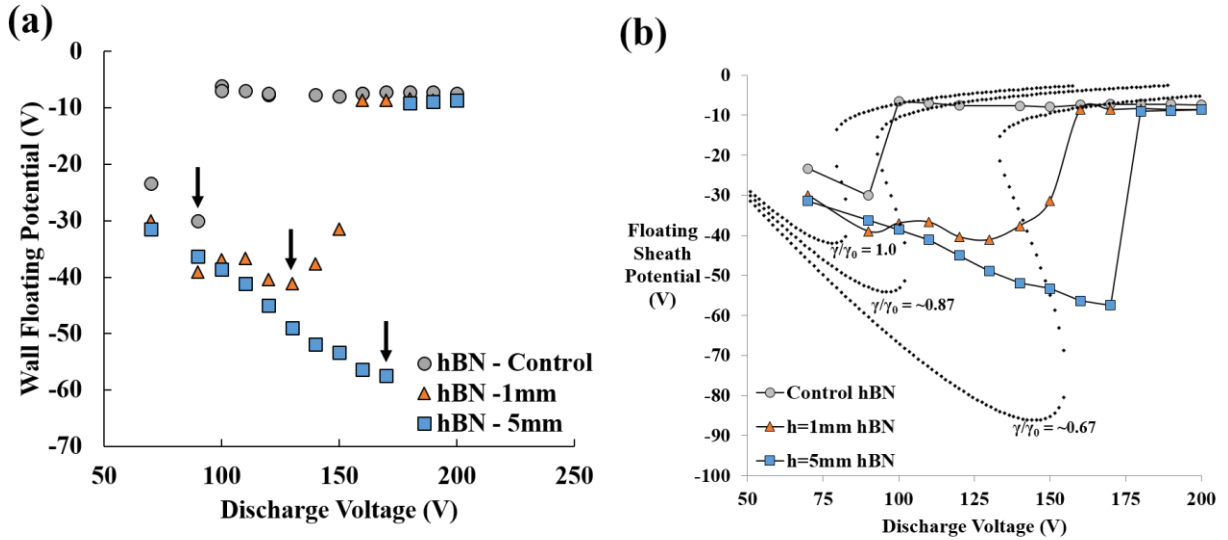 (a)
0
-10
-20
-30
-40
-50
-60
-70
Wall Floating Potential (V)
50
100
150
200
250
Discharge Voltage (V)
hBN - Control
hBN -1mm
hBN - 5mm
(b)
0
-10
-20
-30
-40
-50
-60
-70
-80
-90
-100
Floating
Sheath
Potential
(V)
γ/γ₀ = 1.0
γ/γ₀ = ~0.87
γ/γ₀ = ~0.67
Control hBN
h=1mm hBN
h=5mm hBN
50
75
100
125
150
175
200
Discharge Voltage (V)